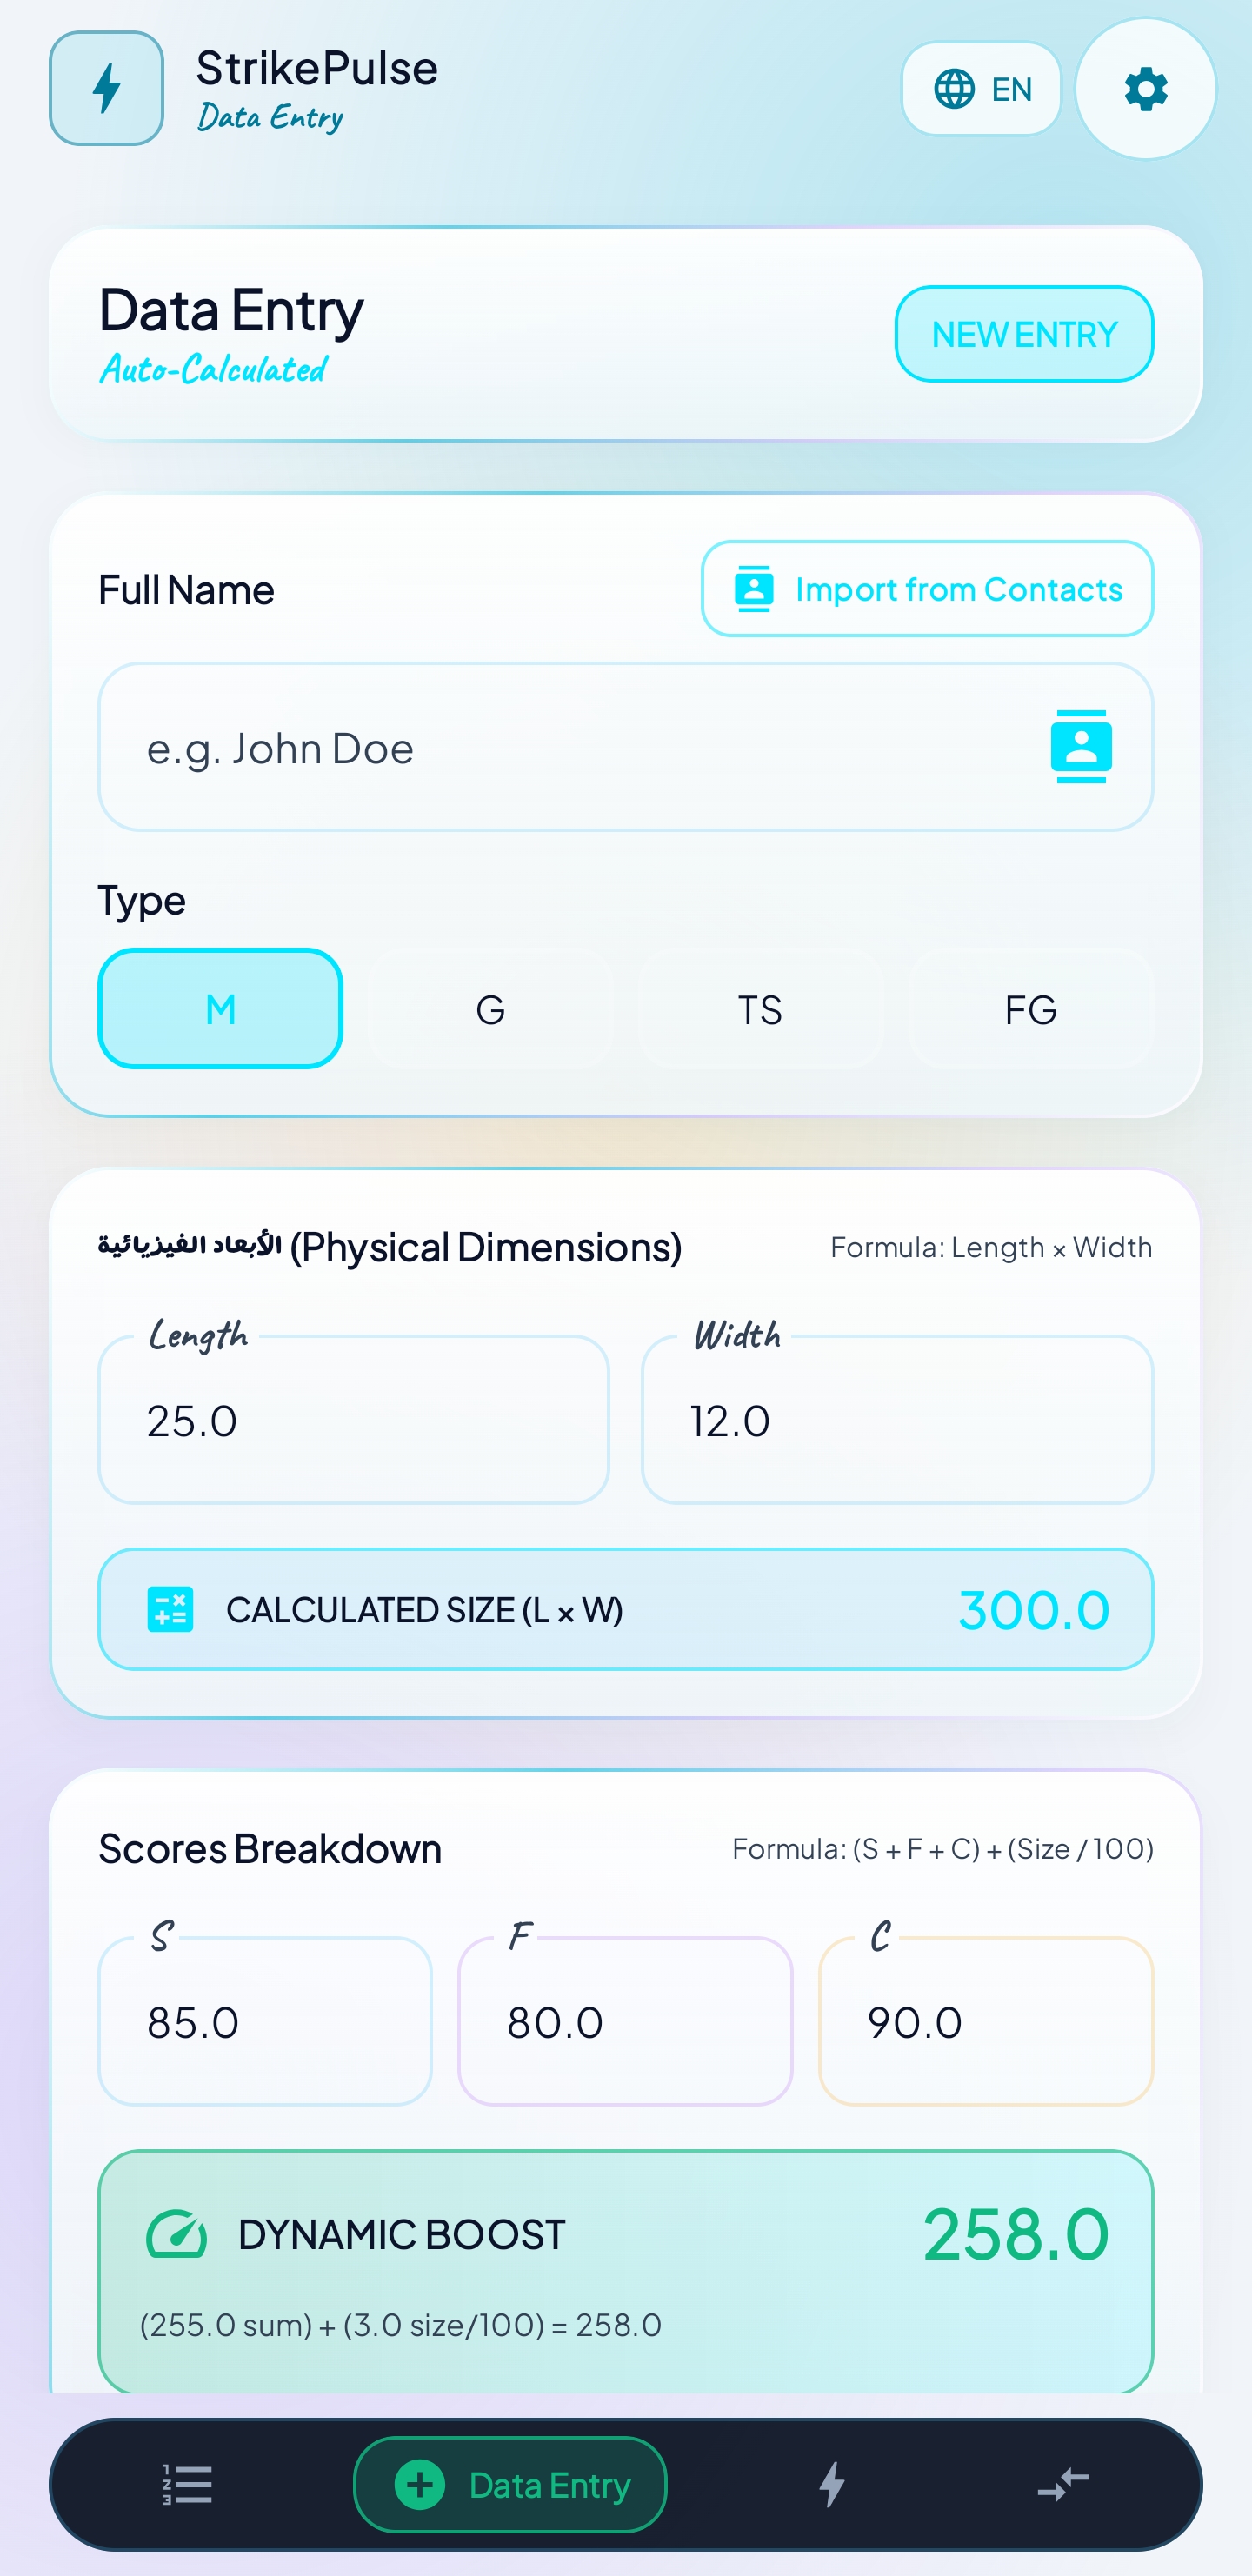 StrikePulse
Data Entry
EN
Data Entry
Auto-Calculated
NEW ENTRY
Full Name
Import from Contacts
e.g. John Doe
Type
M
G
TS
FG
الأبعاد الفيزيائية (Physical Dimensions)
Formula: Length × Width
Length
Width
25.0
12.0
CALCULATED SIZE (L × W)
300.0
Scores Breakdown
Formula: (S + F + C) + (Size / 100)
S
F
C
85.0
80.0
90.0
DYNAMIC BOOST
258.0
(255.0 sum) + (3.0 size/100) = 258.0
Data Entry